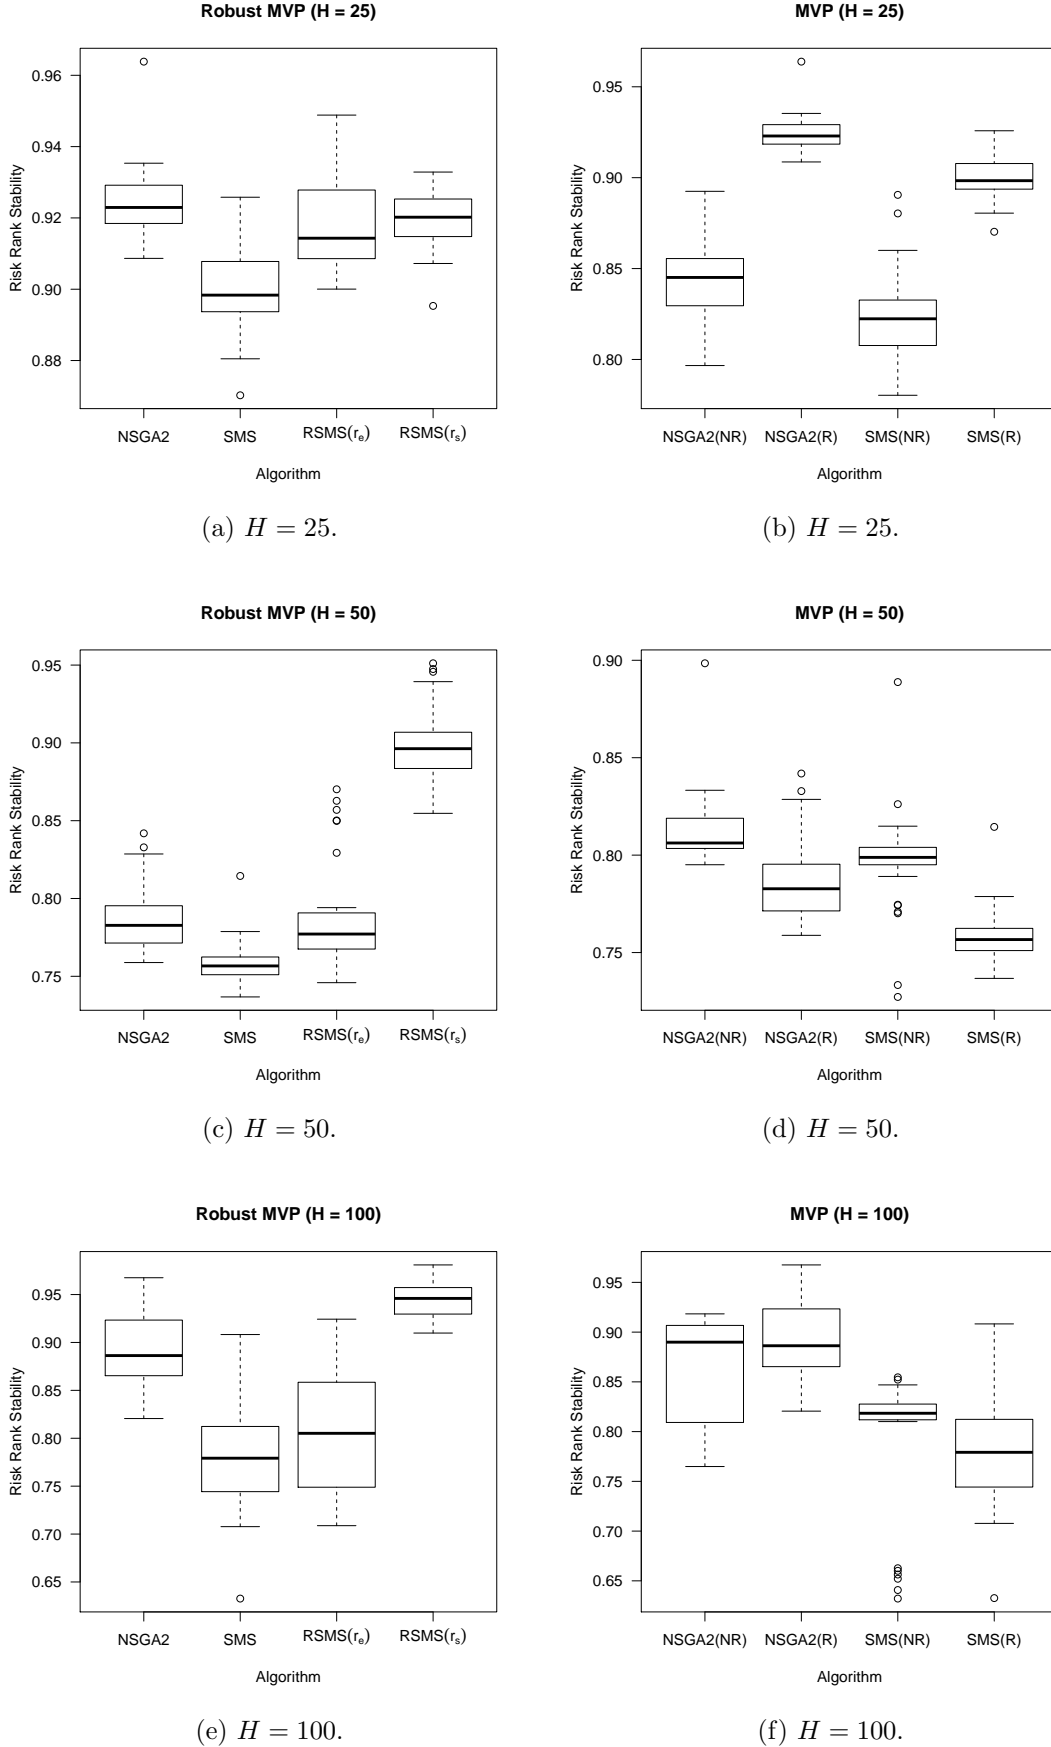 Robust MVP (H = 25)
Risk Rank Stability
0.96
0.94
0.92
0.90
0.88
NSGA2 SMS RSMS(rₑ) RSMS(rₛ)
Algorithm
(a) H = 25.
MVP (H = 25)
Risk Rank Stability
0.95
0.90
0.85
0.80
NSGA2(NR) NSGA2(R) SMS(NR) SMS(R)
Algorithm
(b) H = 25.
Robust MVP (H = 50)
Risk Rank Stability
0.95
0.90
0.85
0.80
0.75
NSGA2 SMS RSMS(rₑ) RSMS(rₛ)
Algorithm
(c) H = 50.
MVP (H = 50)
Risk Rank Stability
0.90
0.85
0.80
0.75
NSGA2(NR) NSGA2(R) SMS(NR) SMS(R)
Algorithm
(d) H = 50.
Robust MVP (H = 100)
Risk Rank Stability
0.95
0.90
0.85
0.80
0.75
0.70
0.65
NSGA2 SMS RSMS(rₑ) RSMS(rₛ)
Algorithm
(e) H = 100.
MVP (H = 100)
Risk Rank Stability
0.95
0.90
0.85
0.80
0.75
0.70
0.65
NSGA2(NR) NSGA2(R) SMS(NR) SMS(R)
Algorithm
(f) H = 100.